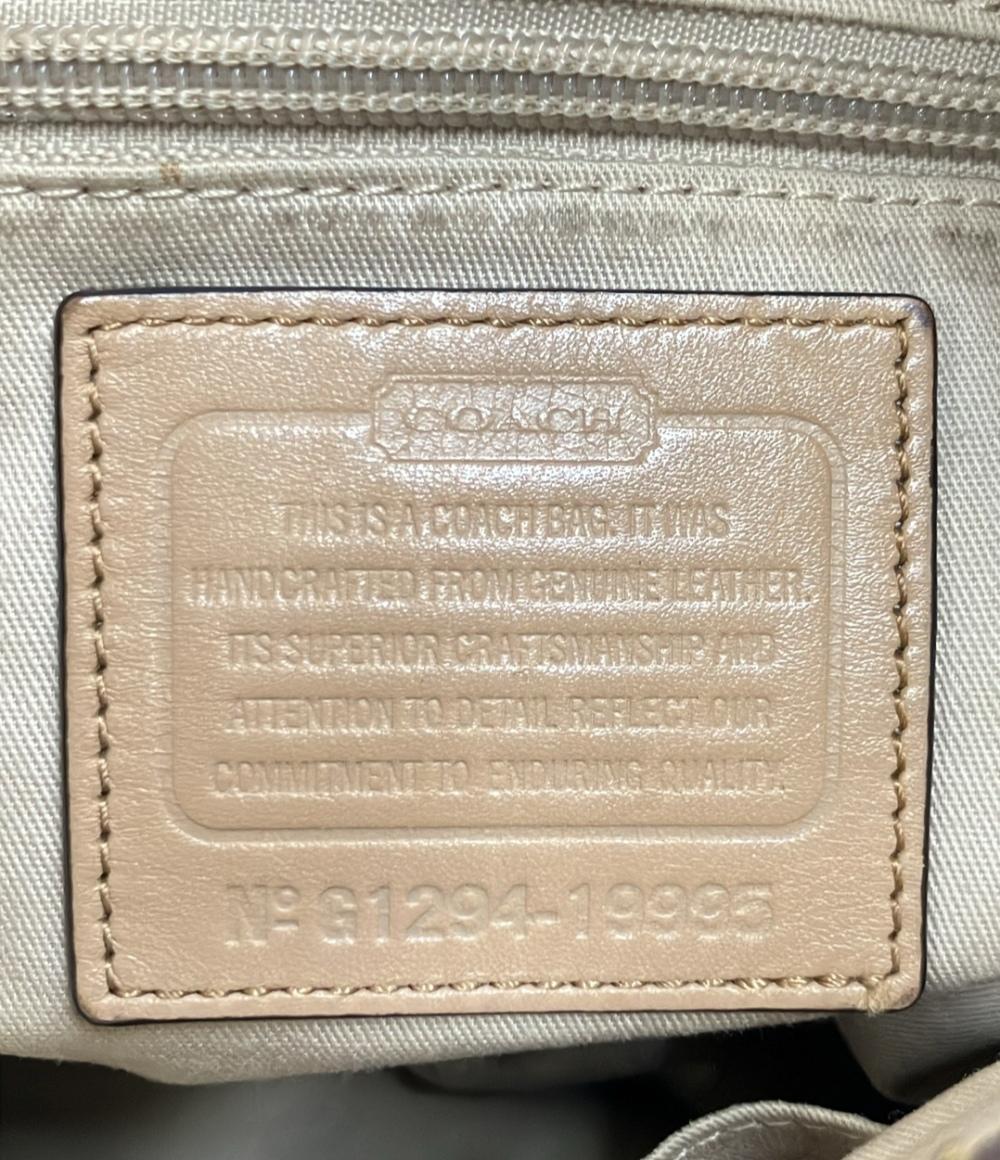 COACH
THIS IS A COACH BAG. IT WAS
HANDCRAFTED FROM GENUINE LEATHER.
ITS SUPERIOR CRAFTSMANSHIP AND
ATTENTION TO DETAIL REFLECT OUR
COMMITMENT TO ENDURING QUALITY.
Nº G1294-19995